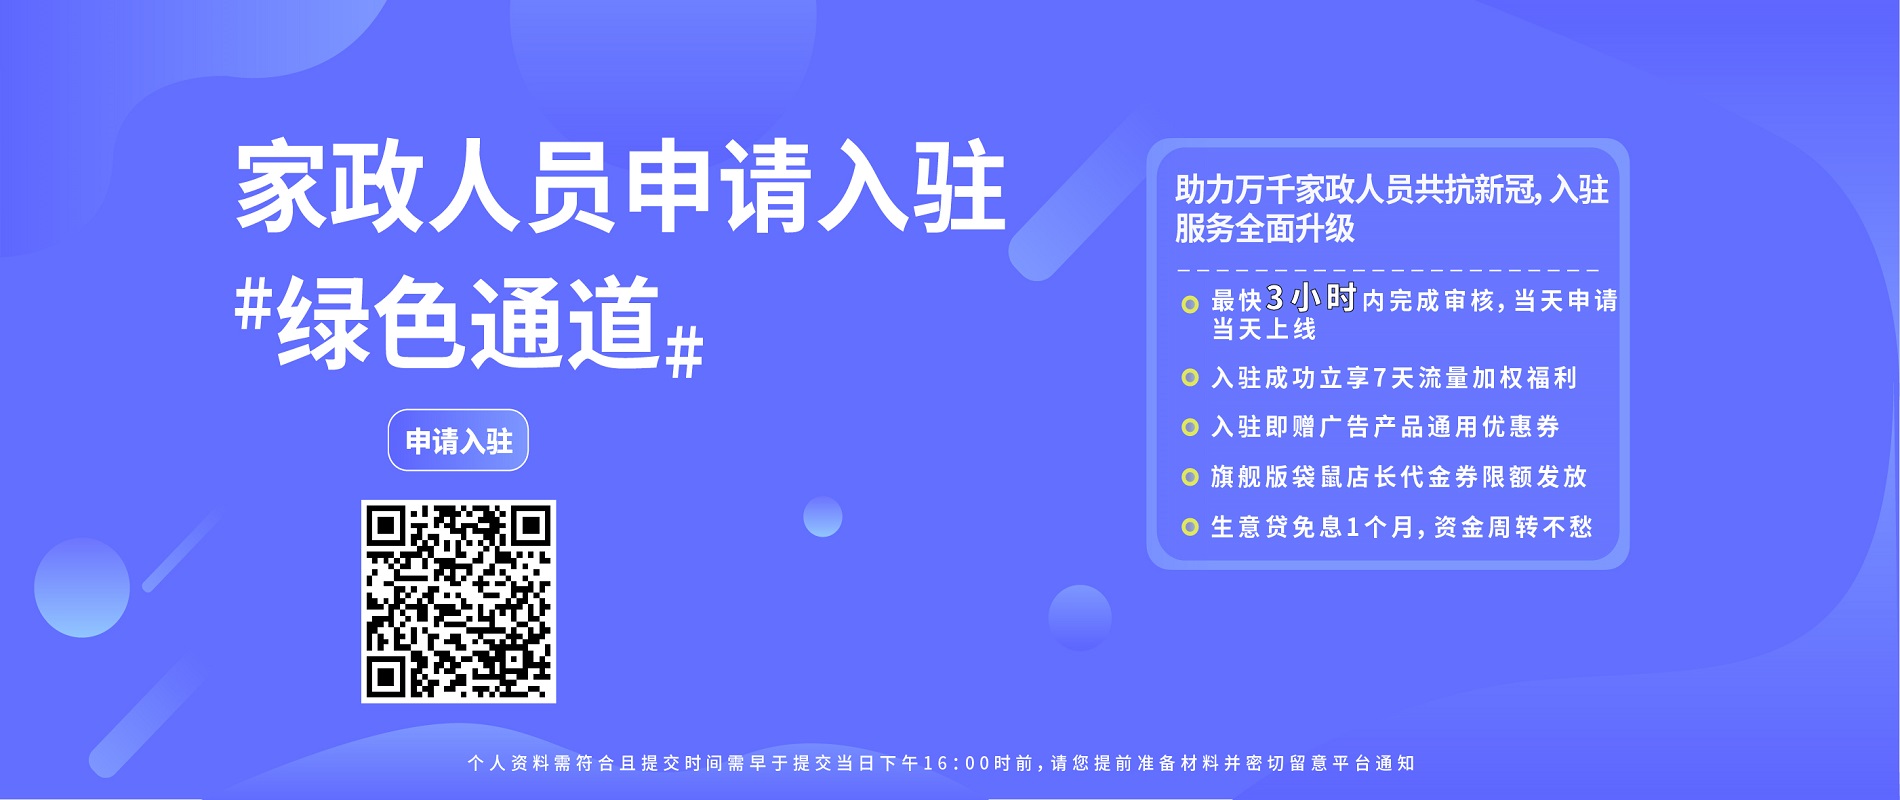 家政人员申请入驻
#绿色通道#
申请入驻
助力万千家政人员共抗新冠,入驻
服务全面升级
最快3小时内完成审核,当天申请
当天上线
入驻成功立享7天流量加权福利
入驻即赠广告产品通用优惠券
旗舰版袋鼠店长代金券限额发放
生意贷免息1个月,资金周转不愁
个人资料需符合且提交时间需早于提交当日下午16:00时前,请您提前准备材料并密切留意平台通知